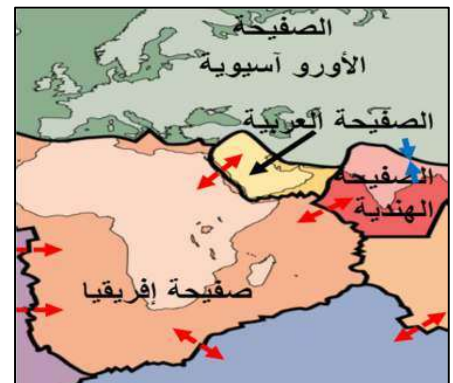 الصفيحة
الأورو آسيوية
الصفيحة العربية
الصفيحة
الهندية
صفيحة إفريقيا